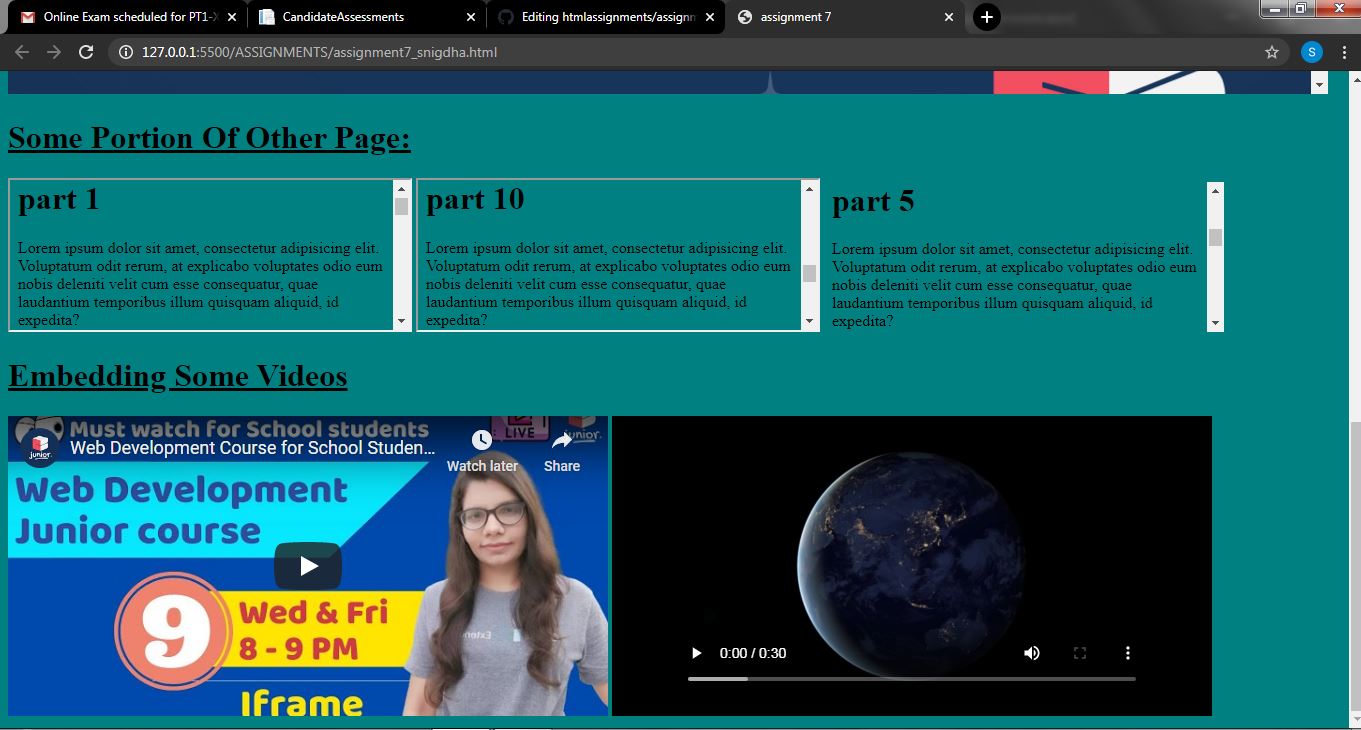 Online Exam scheduled for PT1-X
CandidateAssessments
Editing htmlassignments/assignm
assignment 7
127.0.0.1:5500/ASSIGNMENTS/assignment7_snigdha.html
S
Some Portion Of Other Page:
part 1
Lorem ipsum dolor sit amet, consectetur adipisicing elit.
Voluptatum odit rerum, at explicabo voluptates odio eum
nobis deleniti velit cum esse consequatur, quae
laudantium temporibus illum quisquam aliquid, id
expedita?
part 10
Lorem ipsum dolor sit amet, consectetur adipisicing elit.
Voluptatum odit rerum, at explicabo voluptates odio eum
nobis deleniti velit cum esse consequatur, quae
laudantium temporibus illum quisquam aliquid, id
expedita?
part 5
Lorem ipsum dolor sit amet, consectetur adipisicing elit.
Voluptatum odit rerum, at explicabo voluptates odio eum
nobis deleniti velit cum esse consequatur, quae
laudantium temporibus illum quisquam aliquid, id
expedita?
Embedding Some Videos
Must watch for School students
LIVE
junior.
junior.
Web Development Course for School Studen...
Watch later
Share
Web Development
Junior course
9
Wed & Fri
8 - 9 PM
Iframe
0:00 / 0:30